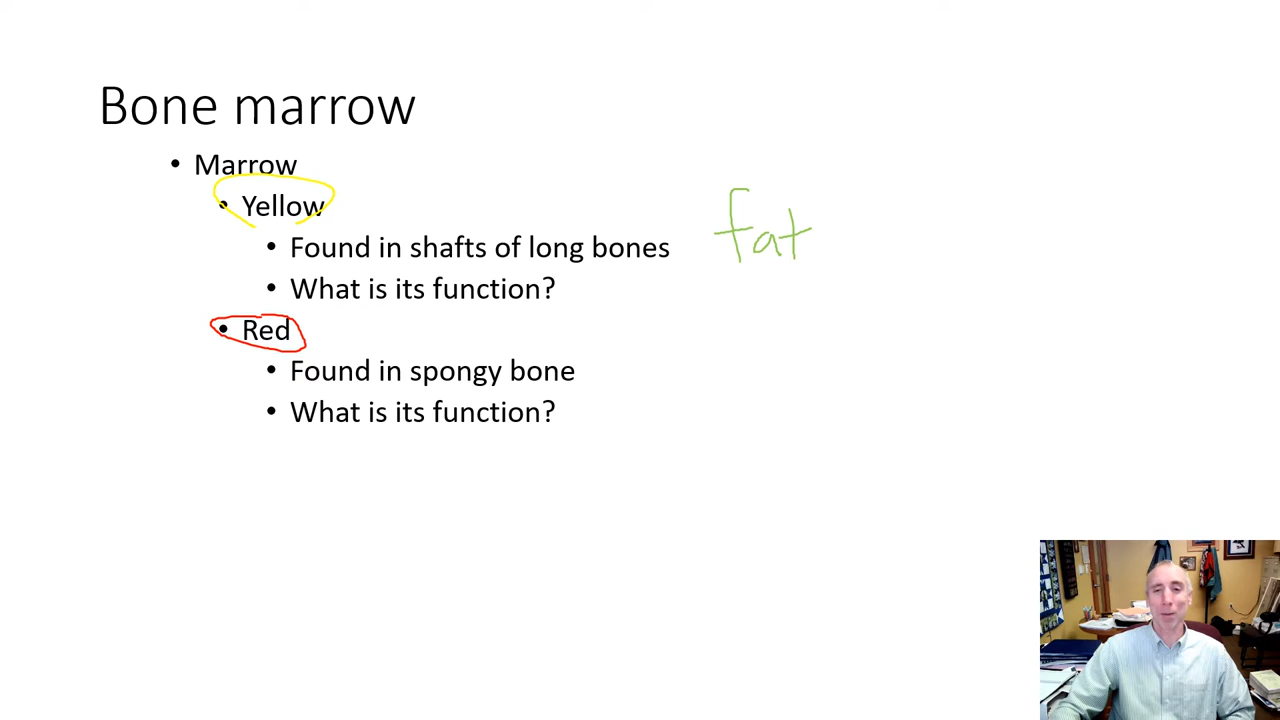 Bone marrow
• Marrow
• Yellow
• Found in shafts of long bones
fat
• What is its function?
• Red
• Found in spongy bone
• What is its function?